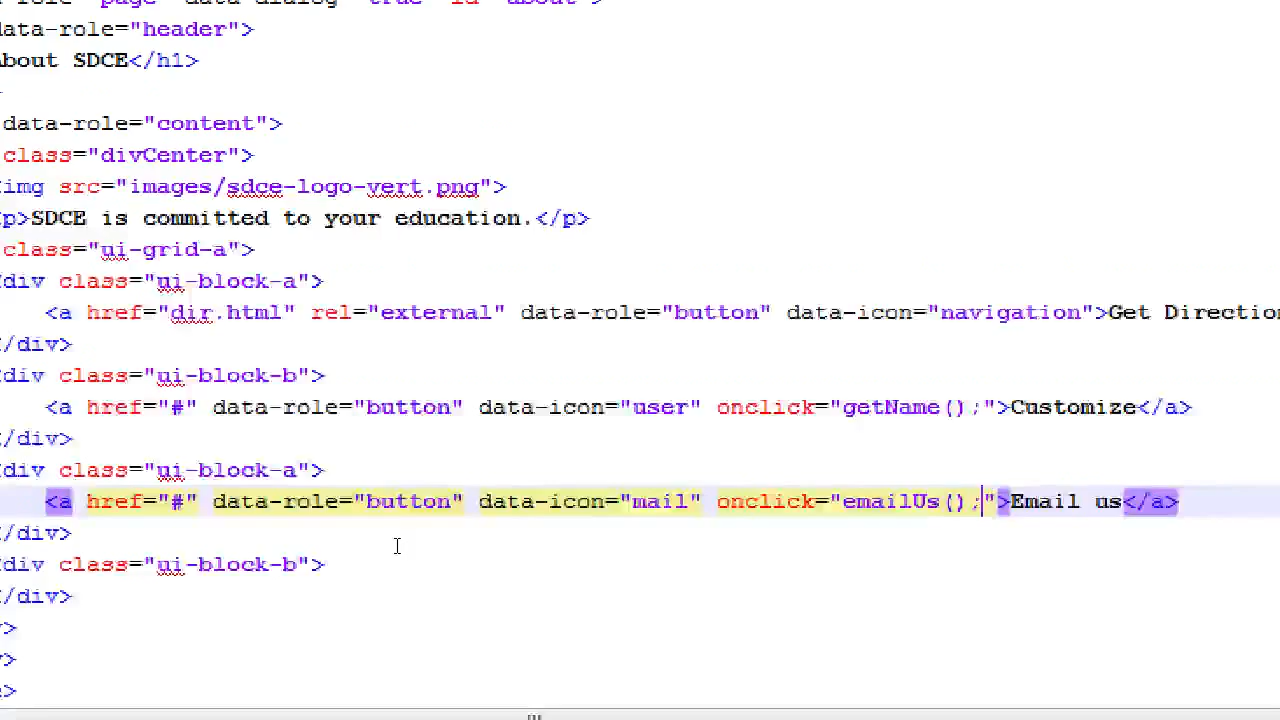 data-role="header">
About SDCE</h1>
data-role="content">
class="divCenter">
img src="images/sdce-logo-vert.png">
p>SDCE is committed to your education.</p>
class="ui-grid-a">
div class="ui-block-a">
<a href="dir.html" rel="external" data-role="button" data-icon="navigation">Get Direction
/div>
div class="ui-block-b">
<a href="#" data-role="button" data-icon="user" onclick="getName();">Customize</a>
/div>
div class="ui-block-a">
<a href="#" data-role="button" data-icon="mail" onclick="emailUs();">Email us</a>
/div>
div class="ui-block-b">
/div>
>
>
>